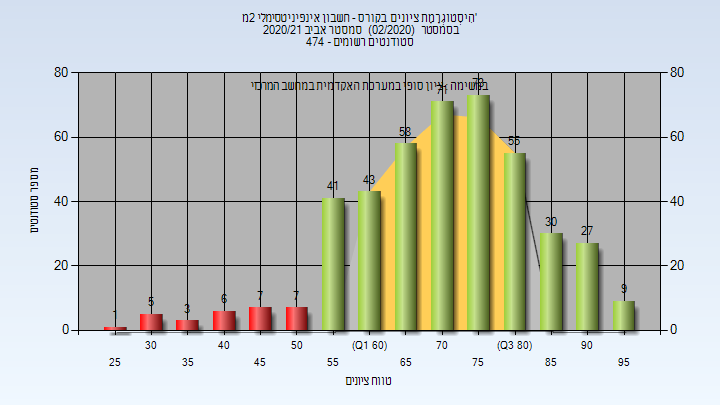 היסטוגרמת ציונים בקורס - חשבון אינפיניטסימלי 2מ'
בסמסטר (02/2020) סמסטר אביב 2020/21
סטודנטים רשומים - 474
ברשימה : ציון סופי במערכת האקדמית במחשב המרכזי
מספר סטודנטים
80 80
60 60
40 40
20 20
0 0
1 5 3 6 7 7 41 43 58 71 73 55 30 27 9
30 40 50 (Q1 60) 70 (Q3 80) 90
25 35 45 55 65 75 85 95
טווח ציונים